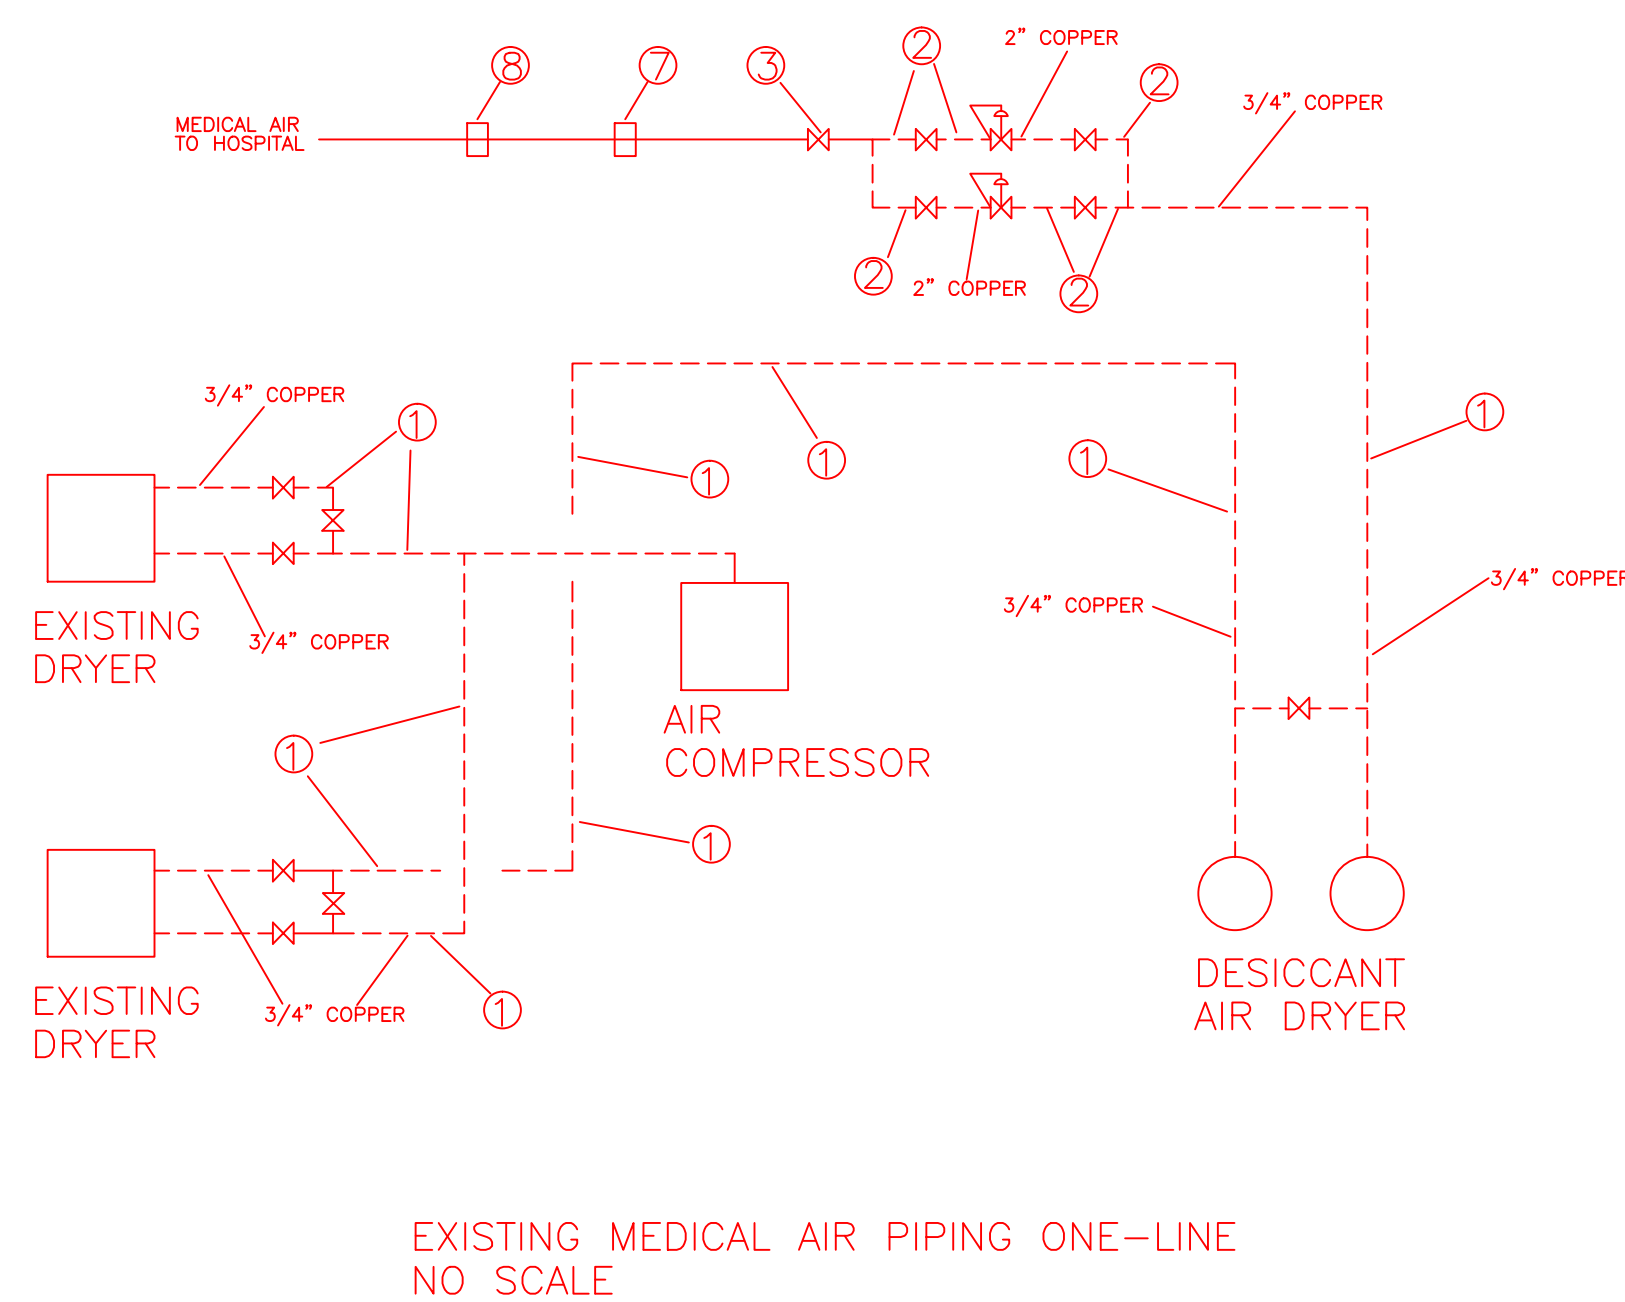 8
7
3
2
2" COPPER
2
3/4" COPPER
MEDICAL AIR
TO HOSPITAL
2
2" COPPER
2
3/4" COPPER
1
1
1
1
1
3/4" COPPER
3/4" COPPER
EXISTING
DRYER
3/4" COPPER
AIR
COMPRESSOR
1
1
EXISTING
DRYER
3/4" COPPER
1
DESICCANT
AIR DRYER
EXISTING MEDICAL AIR PIPING ONE-LINE
NO SCALE